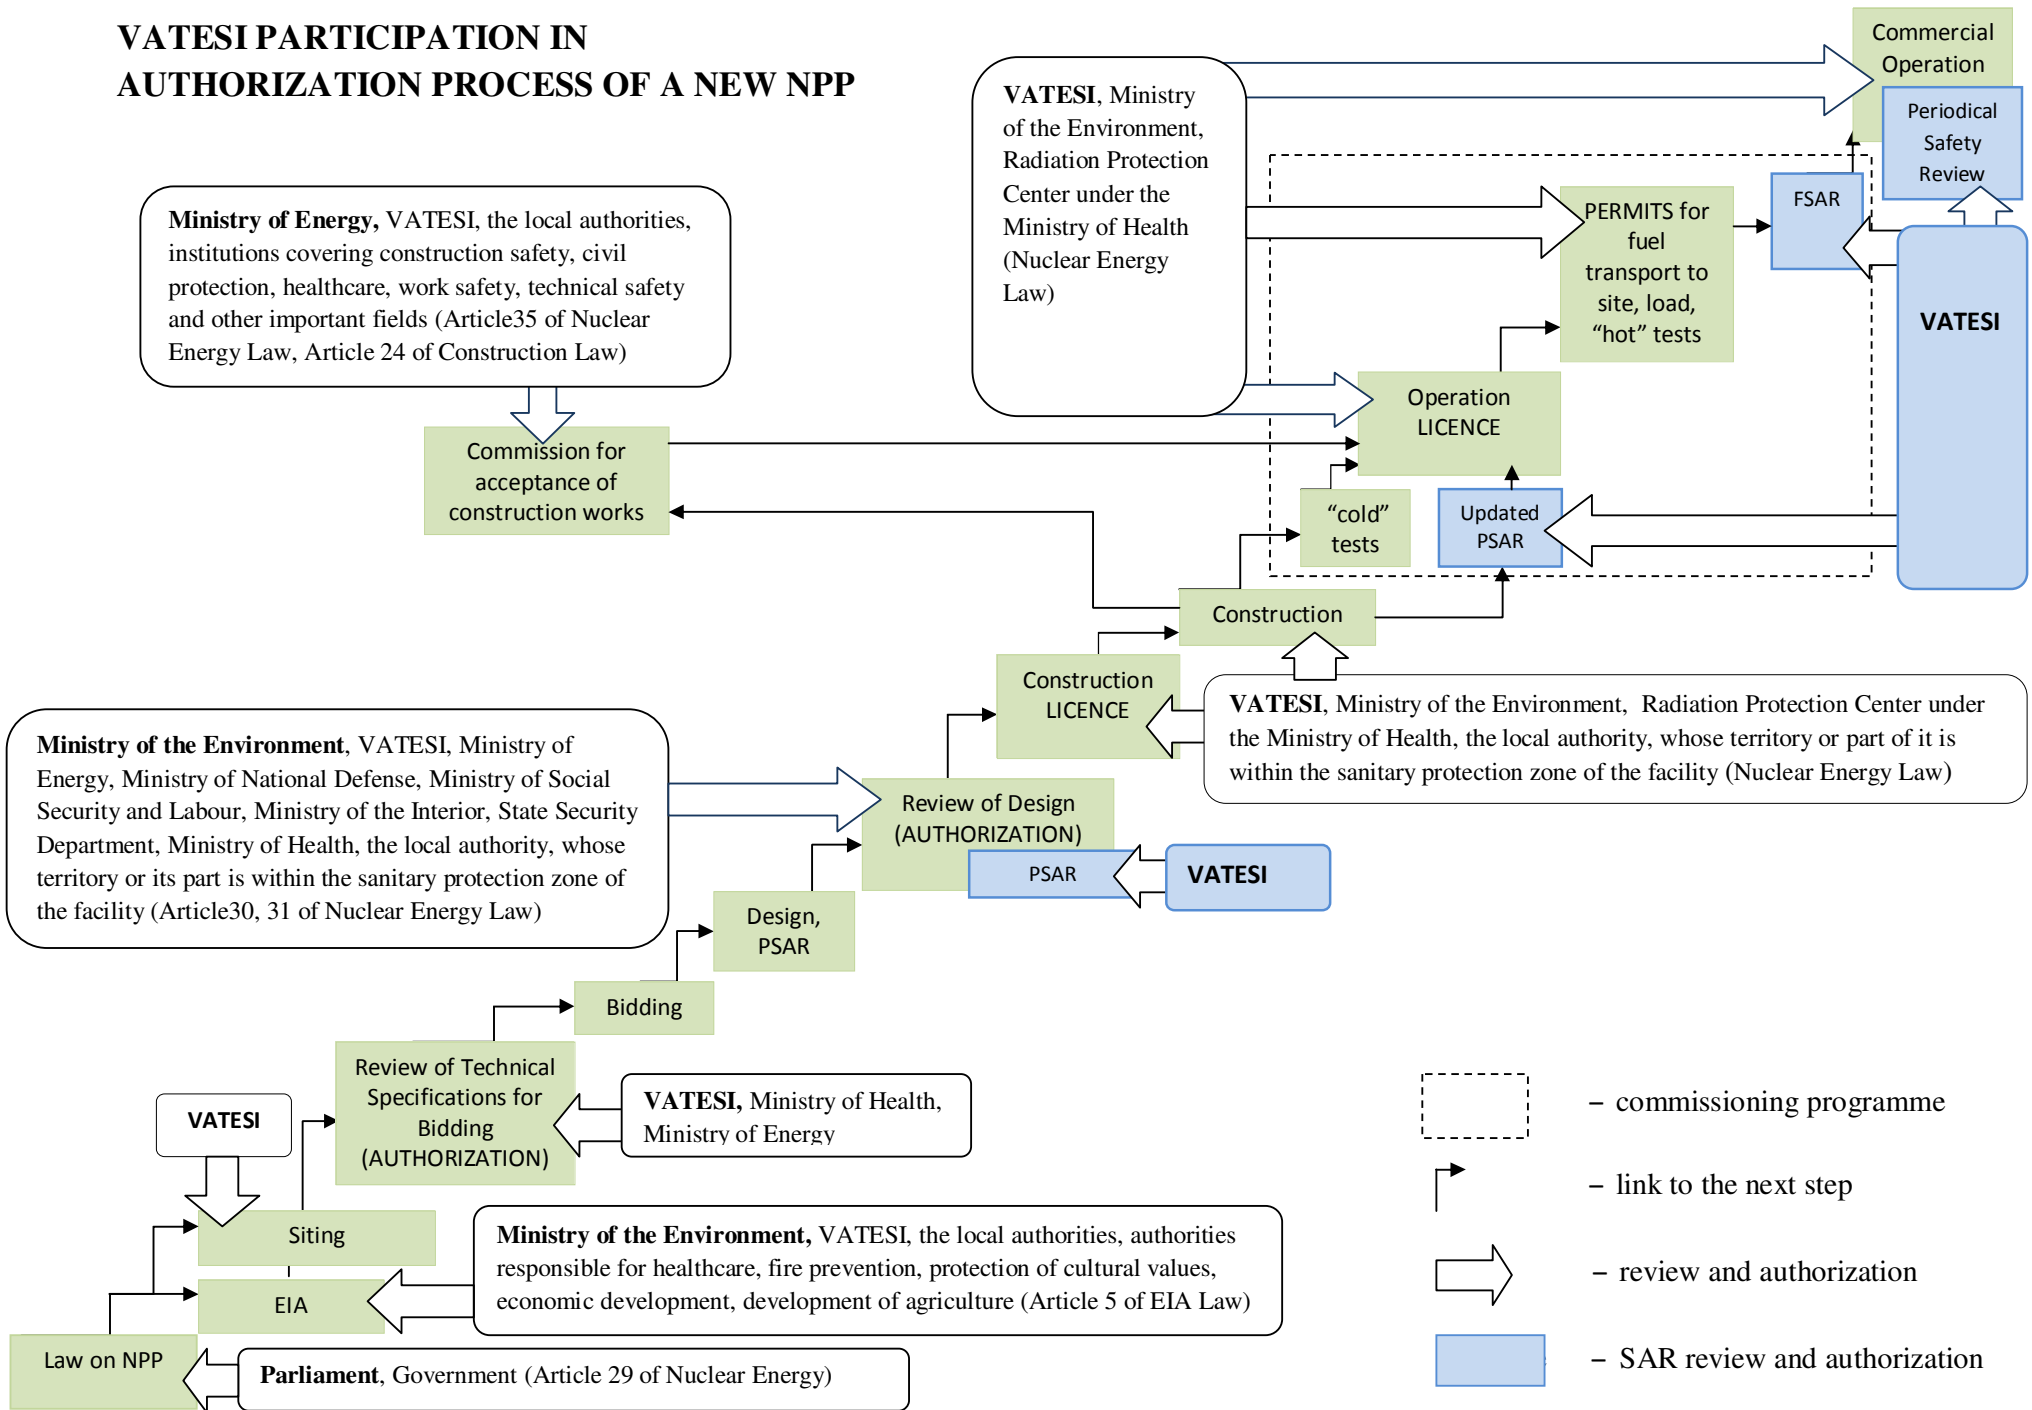 VATESI PARTICIPATION IN
AUTHORIZATION PROCESS OF A NEW NPP
Commercial
Operation
Periodical
Safety
Review
VATESI, Ministry
of the Environment,
Radiation Protection
Center under the
Ministry of Health
(Nuclear Energy
Law)
Ministry of Energy, VATESI, the local authorities,
institutions covering construction safety, civil
protection, healthcare, work safety, technical safety
and other important fields (Article35 of Nuclear
Energy Law, Article 24 of Construction Law)
PERMITS for
fuel
transport to
site, load,
“hot” tests
FSAR
VATESI
Operation
LICENCE
Commission for
acceptance of
construction works
“cold”
tests
Updated
PSAR
Construction
Construction
LICENCE
VATESI, Ministry of the Environment, Radiation Protection Center under
the Ministry of Health, the local authority, whose territory or part of it is
within the sanitary protection zone of the facility (Nuclear Energy Law)
Ministry of the Environment, VATESI, Ministry of
Energy, Ministry of National Defense, Ministry of Social
Security and Labour, Ministry of the Interior, State Security
Department, Ministry of Health, the local authority, whose
territory or its part is within the sanitary protection zone of
the facility (Article30, 31 of Nuclear Energy Law)
Review of Design
(AUTHORIZATION)
PSAR
VATESI
Design,
PSAR
Bidding
Review of Technical
Specifications for
Bidding
(AUTHORIZATION)
VATESI, Ministry of Health,
Ministry of Energy
VATESI
Siting
EIA
Ministry of the Environment, VATESI, the local authorities, authorities
responsible for healthcare, fire prevention, protection of cultural values,
economic development, development of agriculture (Article 5 of EIA Law)
Law on NPP
Parliament, Government (Article 29 of Nuclear Energy)
– commissioning programme
– link to the next step
– review and authorization
– SAR review and authorization